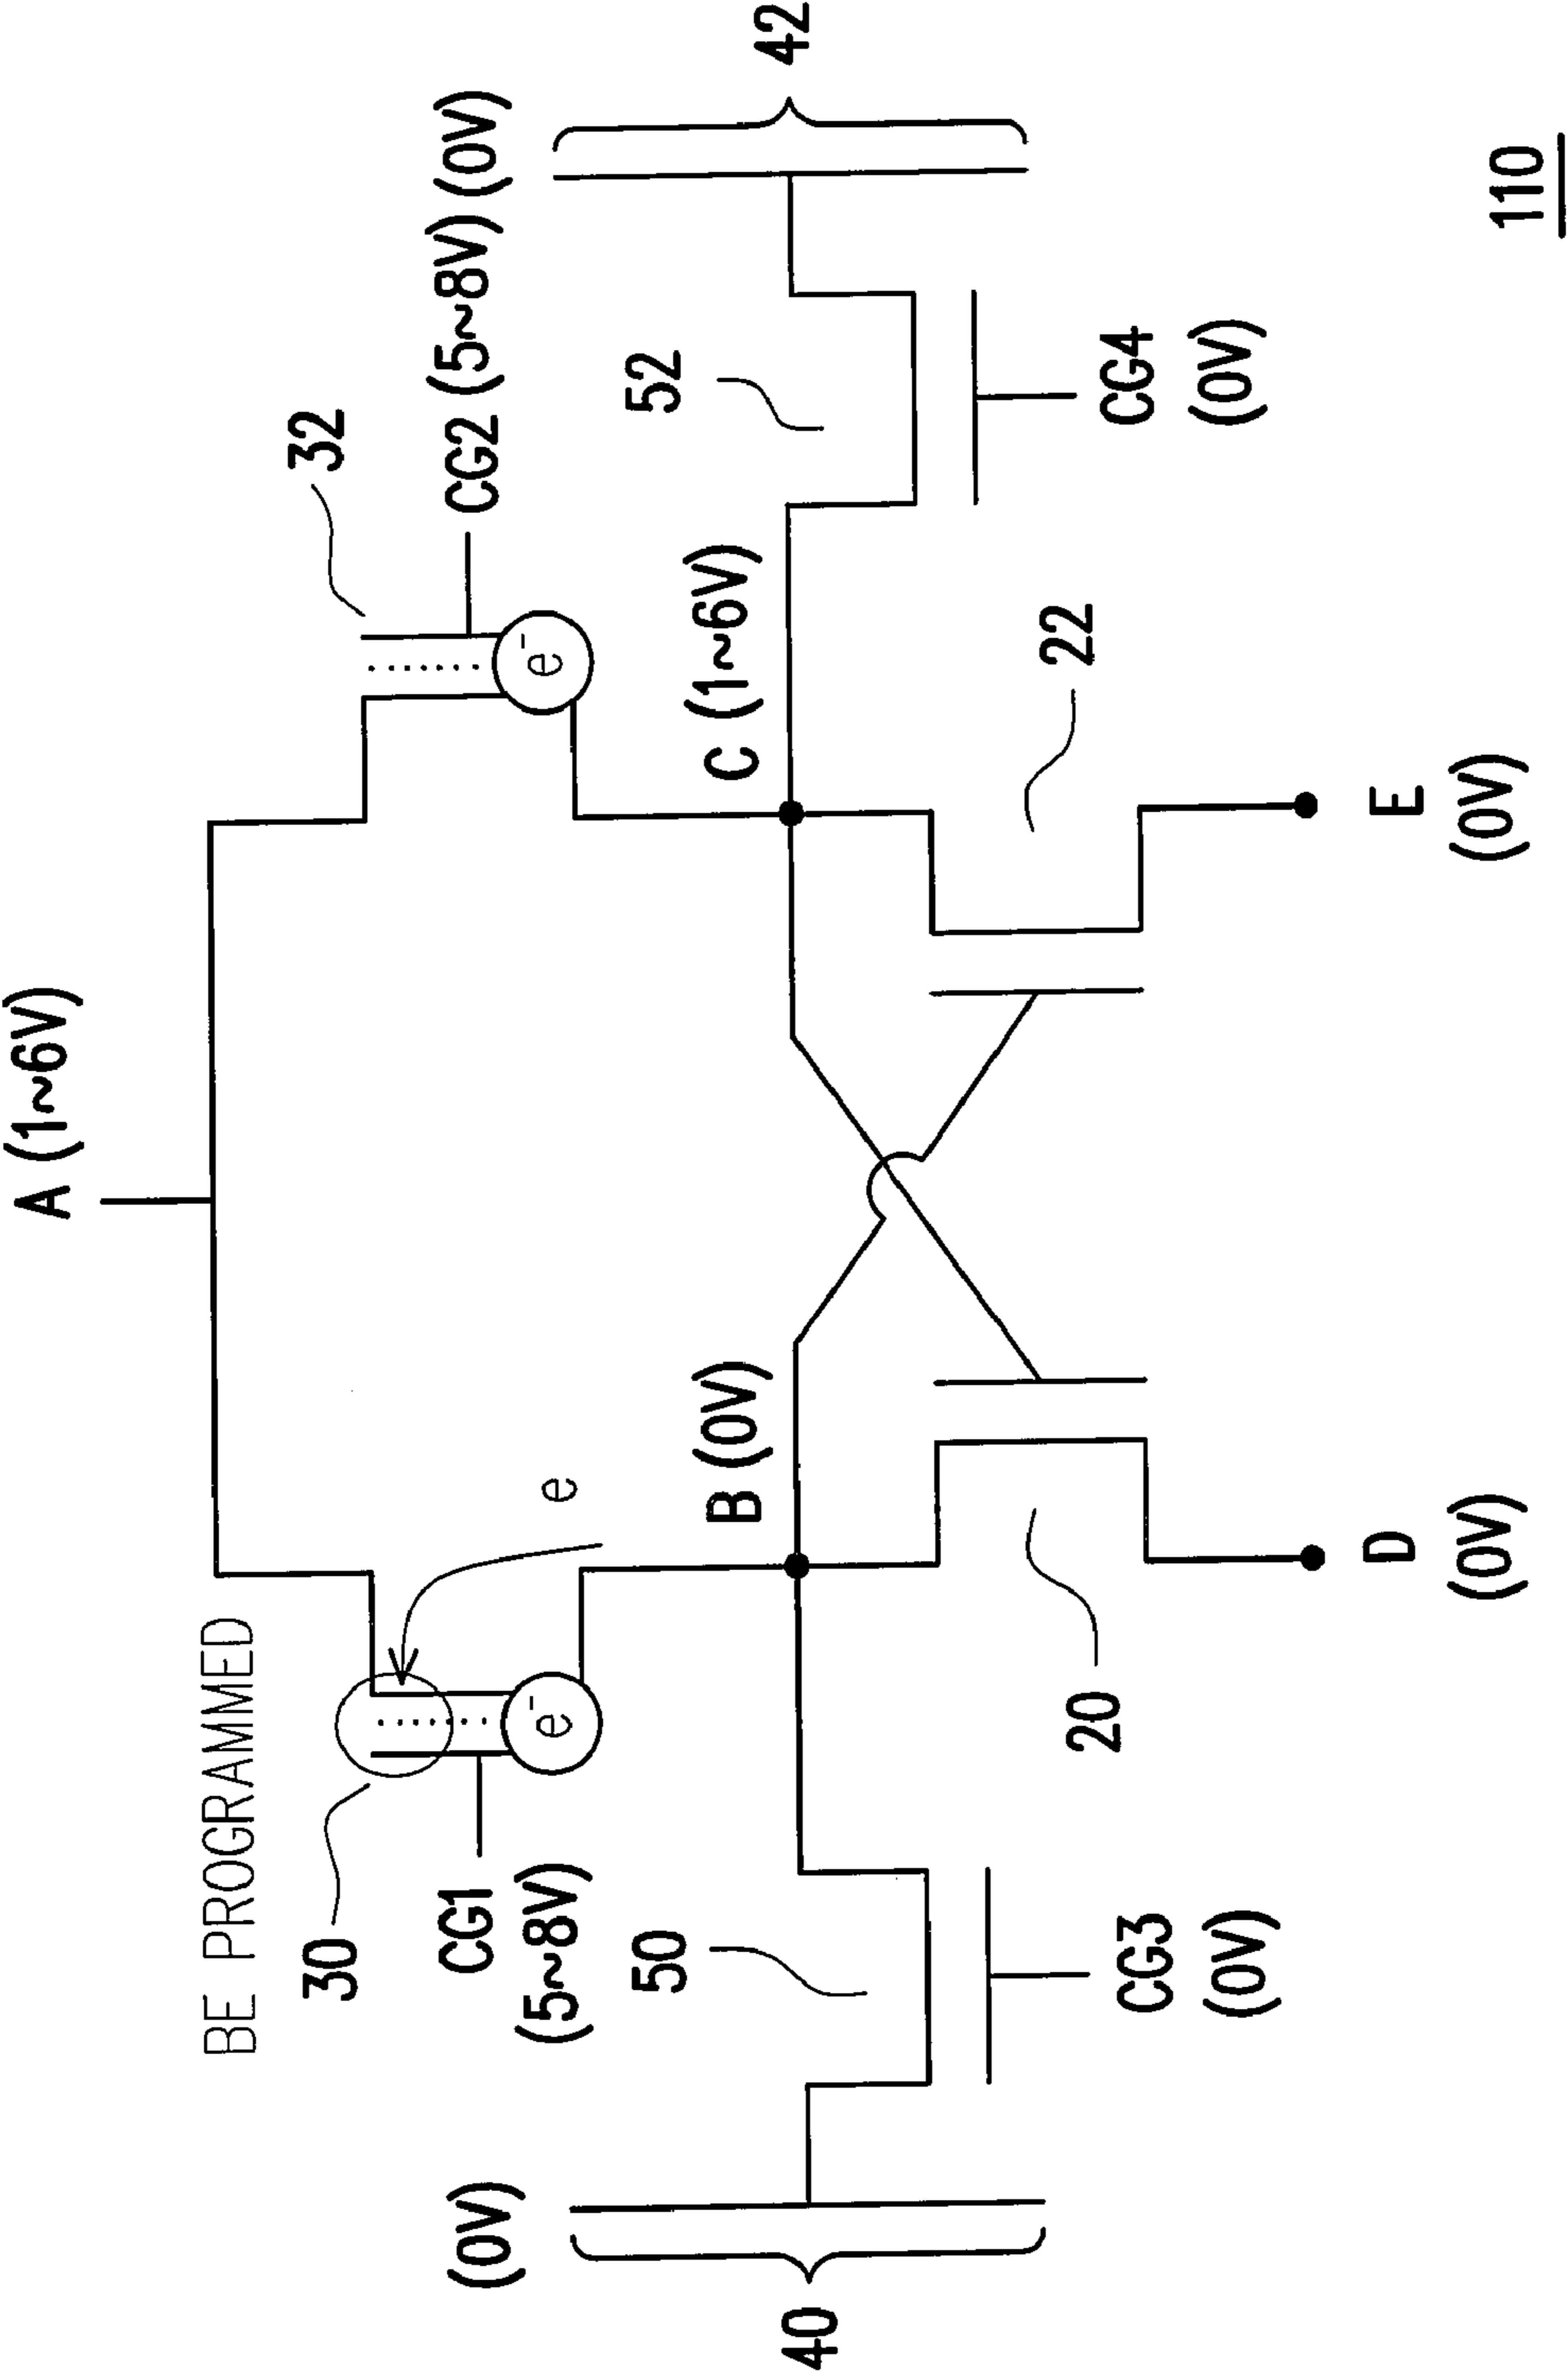 A (1~6V)
BE PROGRAMMED
30
32
CG1
(5~8V)
e
e-
e-
CG2 (5~8V) (0V)
(0V)
40
42
50
52
B (0V)
C (1~6V)
20
22
CG3
(0V)
CG4
(0V)
D
(0V)
E
(0V)
110